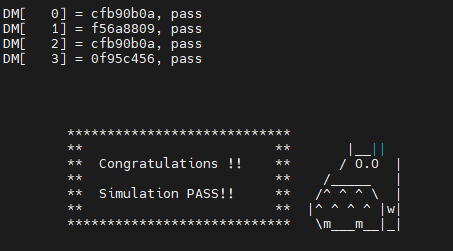 DM[   0] = cfb90b0a, pass
DM[   1] = f56a8809, pass
DM[   2] = cfb90b0a, pass
DM[   3] = 0f95c456, pass
        ****************************
        **                        **       |__||
        **  Congratulations !!    **      / O.O  |
        **                        **    /_____   |
        **  Simulation PASS!!     **   /^ ^ ^ \  |
        **                        **  |^ ^ ^ ^ |w|
        ****************************   \m___m__|_|